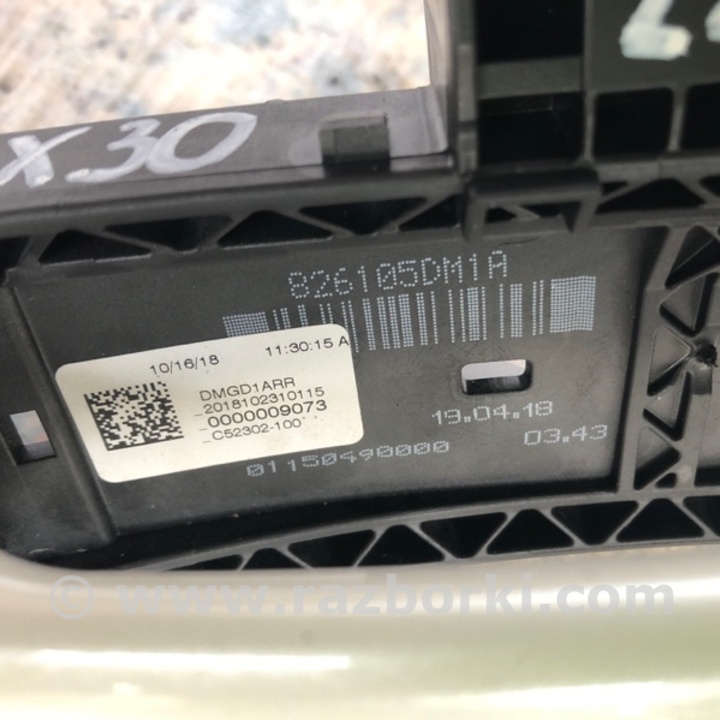 X30
826105DM1A
10/16/18 11:30:15 A
DMGD1ARR
2018102310115
0000009073
C52302-100
19.04.18
03.43
01150490000
© www.razborki.com